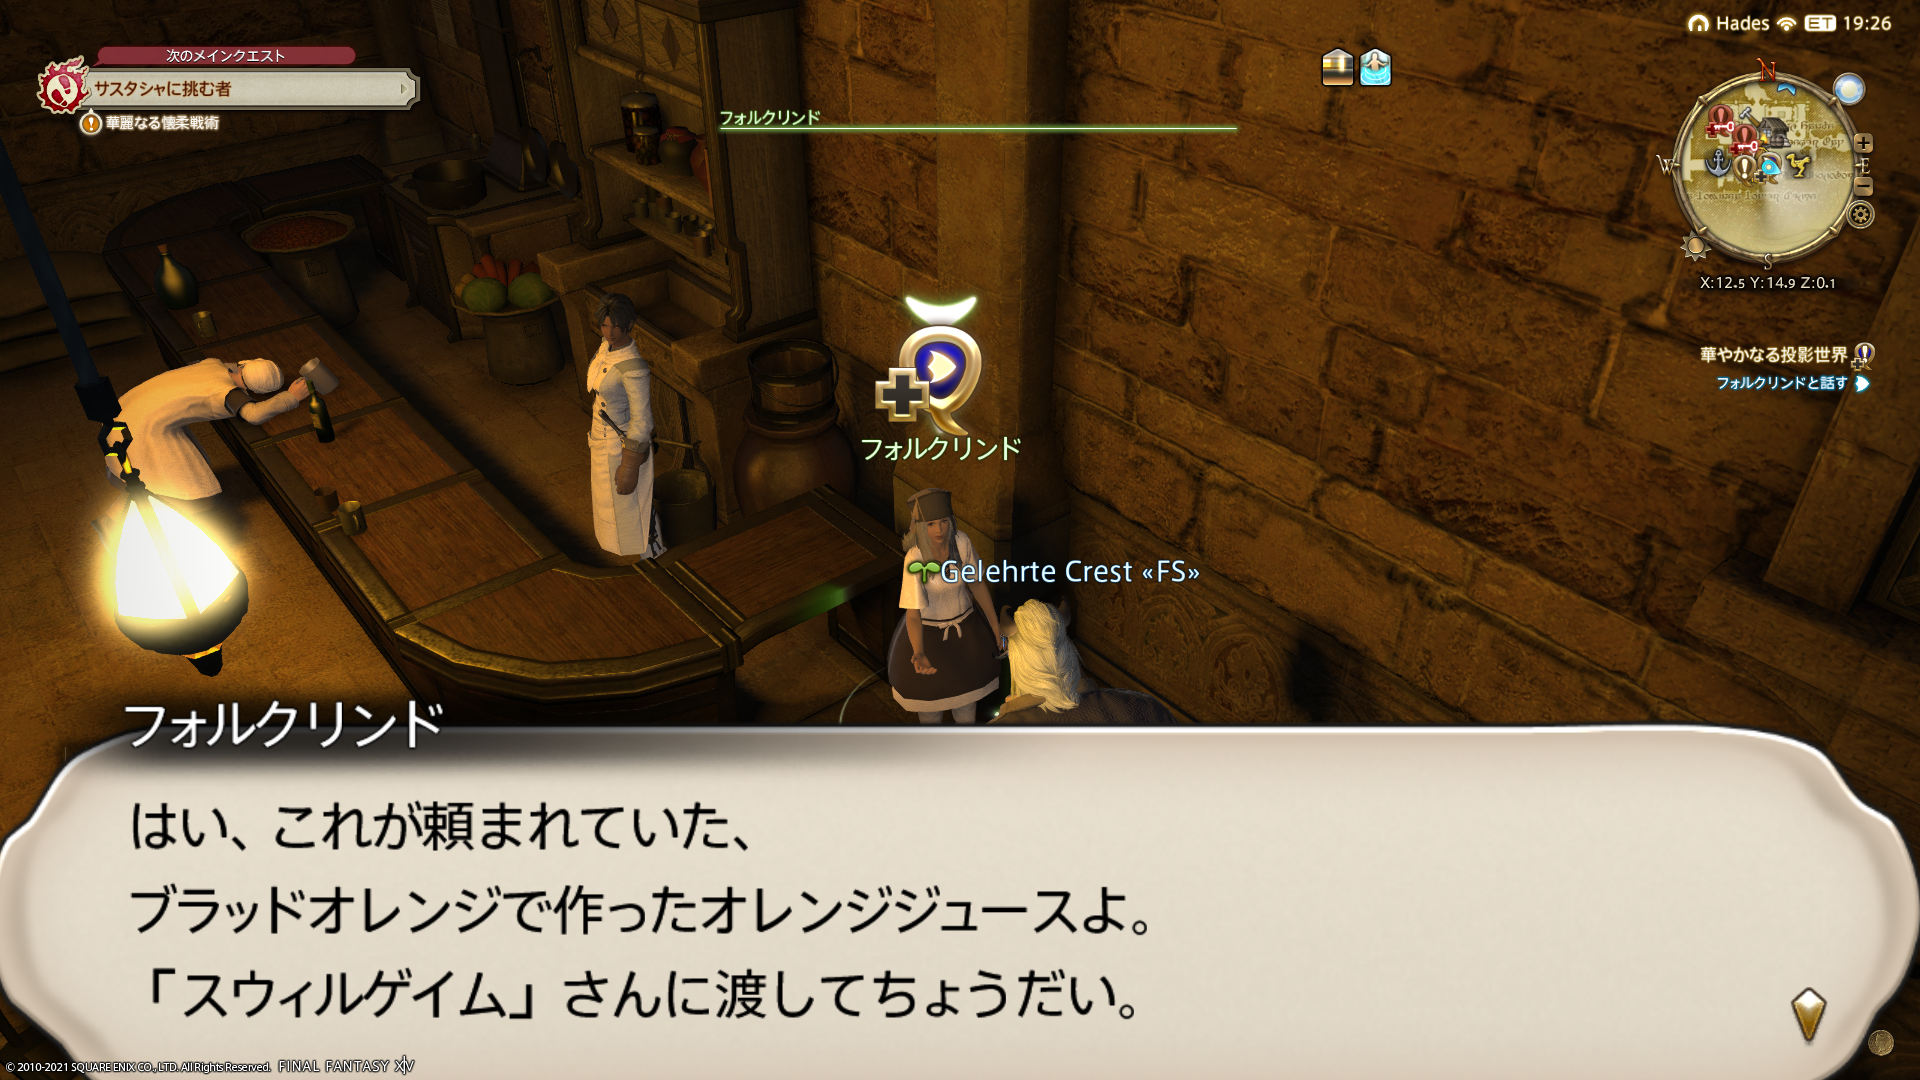 次のメインクエスト
サスタシャに挑む者
華麗なる懐柔戦術
フォルクリンド
Hades ET 19:26
N
W
E
S
X:12.5 Y:14.9 Z:0.1
華やかなる投影世界
フォルクリンドと話す
フォルクリンド
Gelehrte Crest «FS»
フォルクリンド
はい、これが頼まれていた、
ブラッドオレンジで作ったオレンジジュースよ。
「スウィルゲイム」さんに渡してちょうだい。
© 2010-2021 SQUARE ENIX CO., LTD. All Rights Reserved. FINAL FANTASY XIV